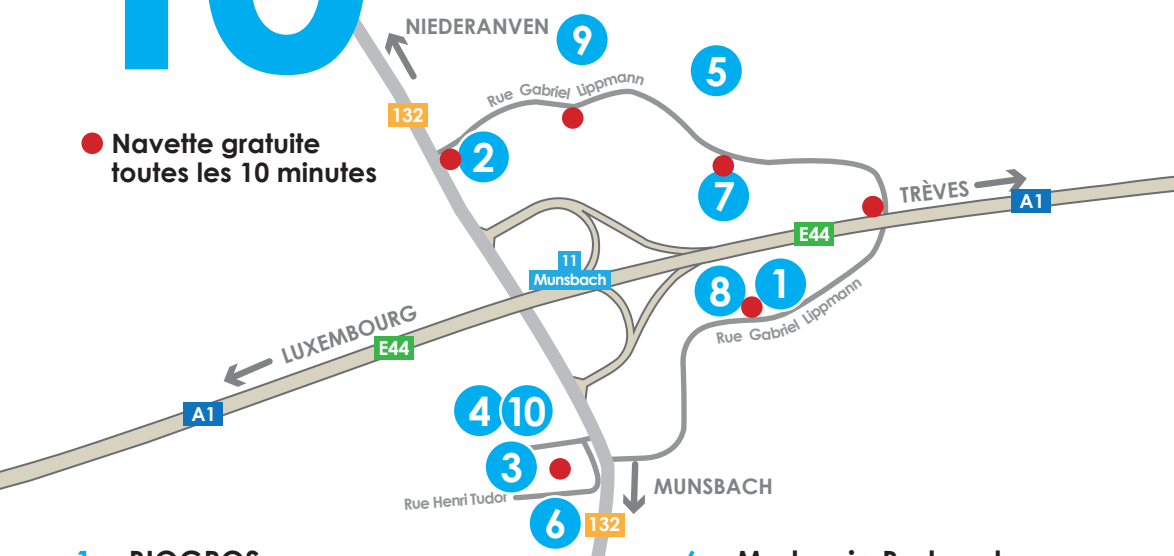 10
NIEDERANVEN
9
5
Rue Gabriel Lippmann
132
Navette gratuite
toutes les 10 minutes
2
7
TRÈVES
A1
E44
11
Munsbach
8
1
Rue Gabriel Lippmann
LUXEMBOURG
E44
A1
4
10
3
MUNSBACH
Rue Henri Tudor
6
132
1 BIOGROS